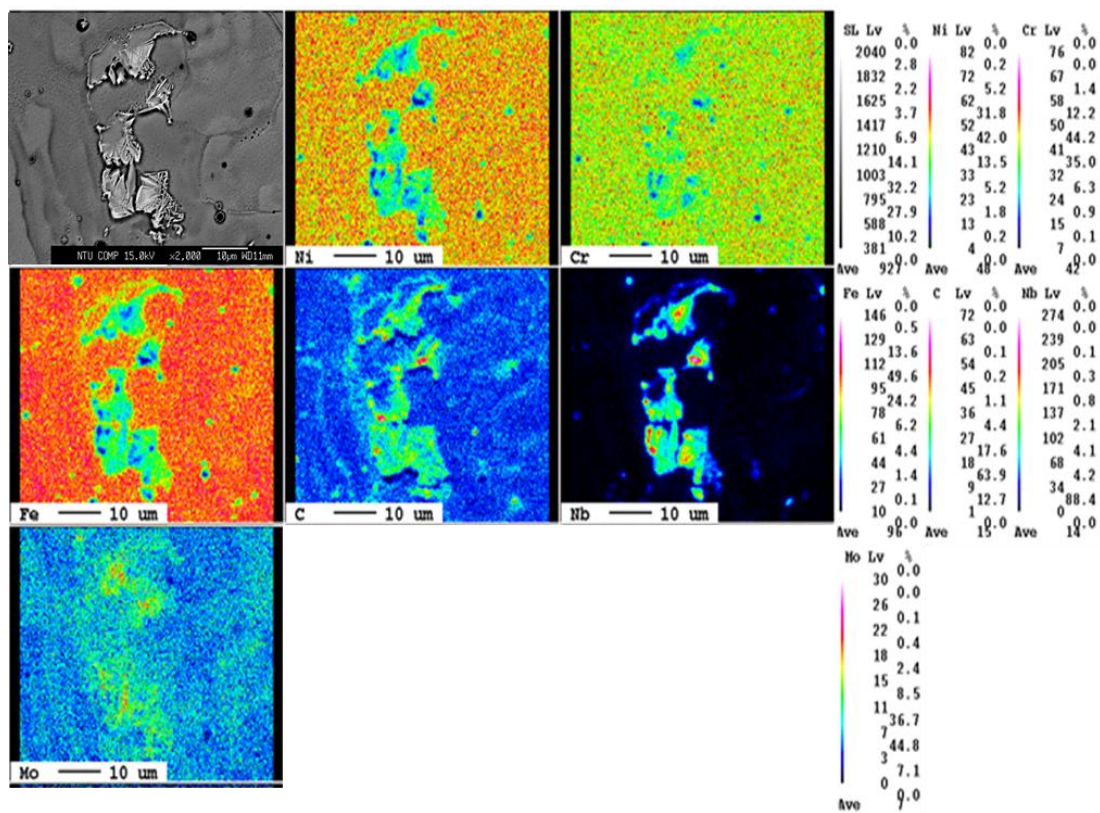 NTU COMP 15.0kV ×2,000 10μm WD11mm
Ni 10 um
Cr 10 um
SL Lv % Ni Lv % Cr Lv %
0.0 0.0 0.0
2040 82 76
2.8 0.2 0.0
1832 72 67
2.2 5.2 1.4
1625 62 58
3.7 31.8 12.2
1417 52 50
6.9 42.0 44.2
1210 43 41
14.1 13.5 35.0
1003 33 32
32.2 5.2 6.3
795 23 24
27.9 1.8 0.9
588 13 15
10.2 0.2 0.1
381 4 7
0.0 0.0 0.0
Ave 927 Ave 48 Ave 42
Fe 10 um
C 10 um
Nb 10 um
Fe Lv % C Lv % Nb Lv %
0.0 0.0 0.0
146 72 274
0.5 0.0 0.1
129 63 239
13.6 0.1 0.1
112 54 205
49.6 0.2 0.3
95 45 171
24.2 1.1 0.8
78 36 137
6.2 4.4 2.1
61 27 102
4.4 17.6 4.1
44 18 68
1.4 63.9 4.2
27 9 34
0.1 12.7 88.4
10 1 0
0.0 0.0 0.0
Ave 96 Ave 15 Ave 14
Mo 10 um
Mo Lv %
0.0
30
0.0
26
0.1
22
0.4
18
2.4
15
8.5
11
36.7
7
44.8
3
7.1
0
0.0
Ave 7